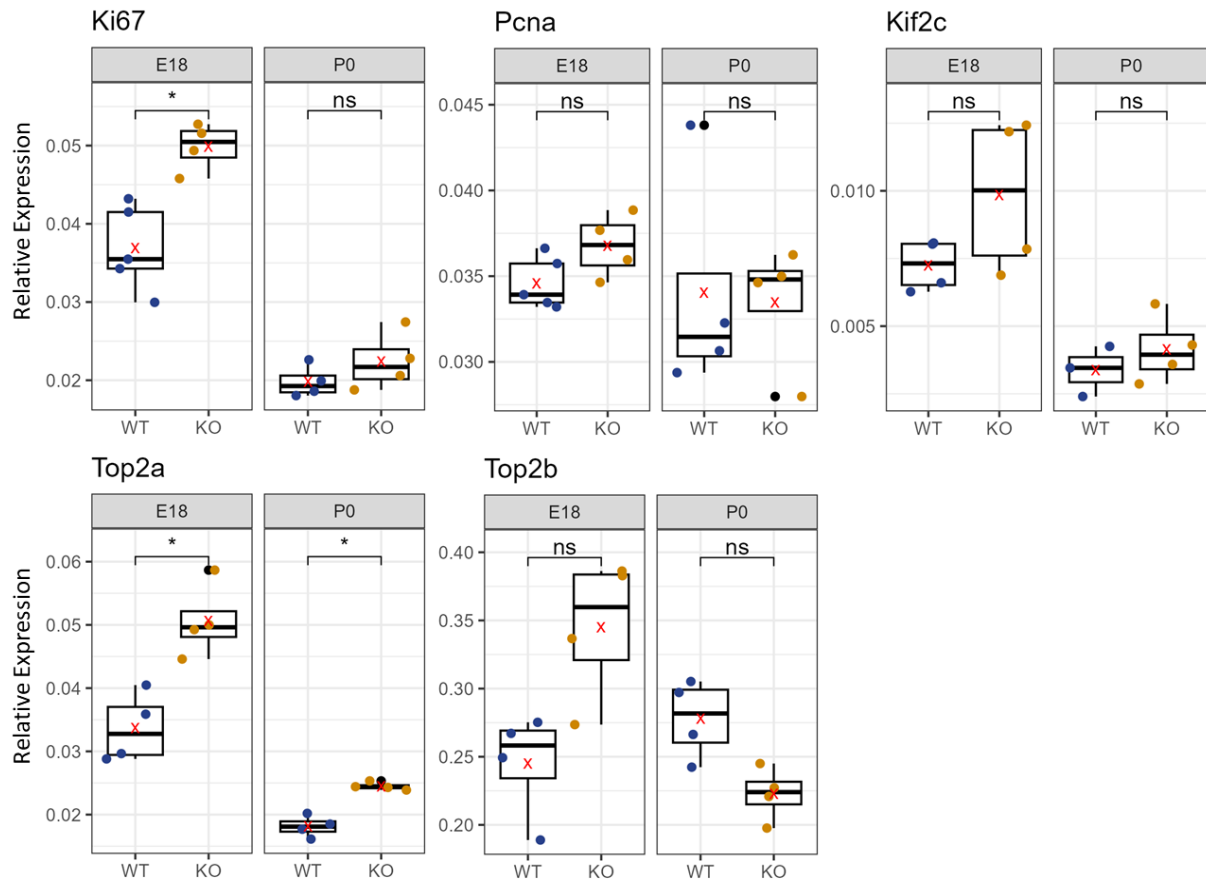 Ki67
Pcna
Kif2c
E18
P0
E18
P0
E18
P0
*
ns
ns
ns
ns
ns
Relative Expression
0.05
0.04
0.03
0.02
0.045
0.040
0.035
0.030
0.010
0.005
WT
KO
WT
KO
WT
KO
WT
KO
WT
KO
WT
KO
Top2a
Top2b
E18
P0
E18
P0
*
*
ns
ns
Relative Expression
0.06
0.05
0.04
0.03
0.02
0.40
0.35
0.30
0.25
0.20
WT
KO
WT
KO
WT
KO
WT
KO